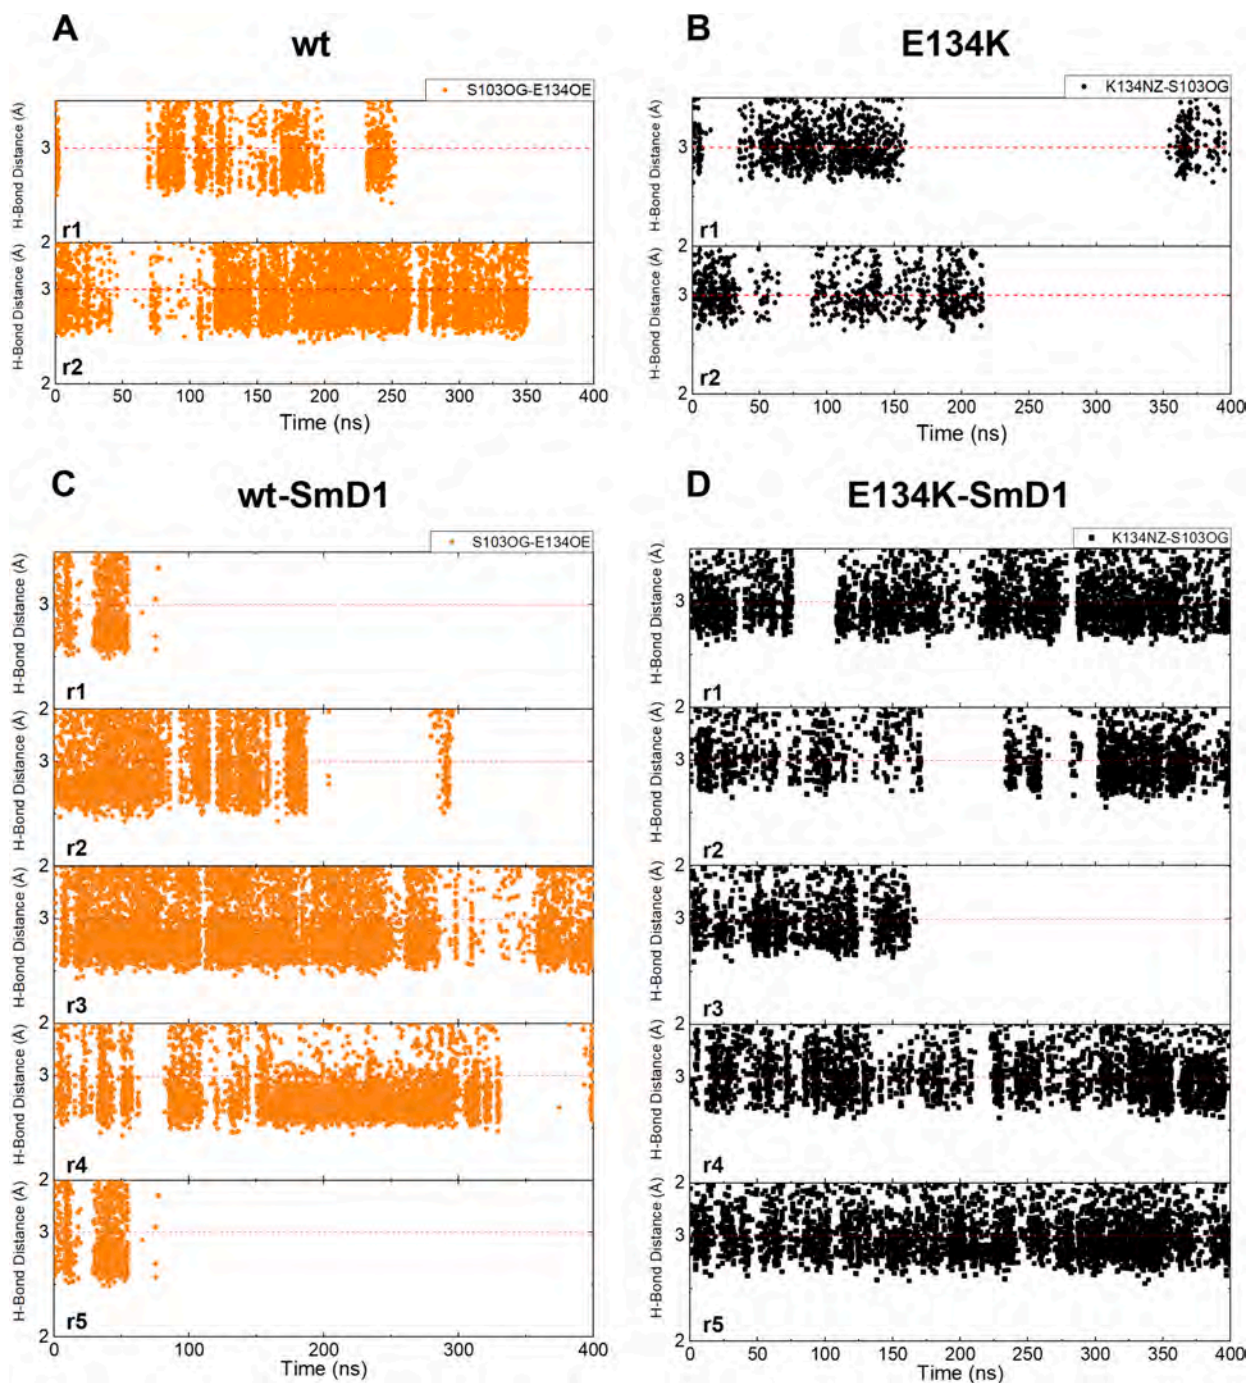 A
wt
S103OG-E134OE
H-Bond Distance (Å)
3
r1
2
H-Bond Distance (Å)
3
r2
2
0 50 100 150 200 250 300 350 400
Time (ns)
B
E134K
K134NZ-S103OG
H-Bond Distance (Å)
3
r1
2
H-Bond Distance (Å)
3
r2
2
0 50 100 150 200 250 300 350 400
Time (ns)
C
wt-SmD1
S103OG-E134OE
H-Bond Distance (Å)
3
r1
2
H-Bond Distance (Å)
3
r2
2
H-Bond Distance (Å)
3
r3
2
H-Bond Distance (Å)
3
r4
2
H-Bond Distance (Å)
3
r5
2
0 100 200 300 400
Time (ns)
D
E134K-SmD1
K134NZ-S103OG
H-Bond Distance (Å)
3
r1
2
H-Bond Distance (Å)
3
r2
2
H-Bond Distance (Å)
3
r3
2
H-Bond Distance (Å)
3
r4
2
H-Bond Distance (Å)
3
r5
2
0 50 100 150 200 250 300 350 400
Time (ns)